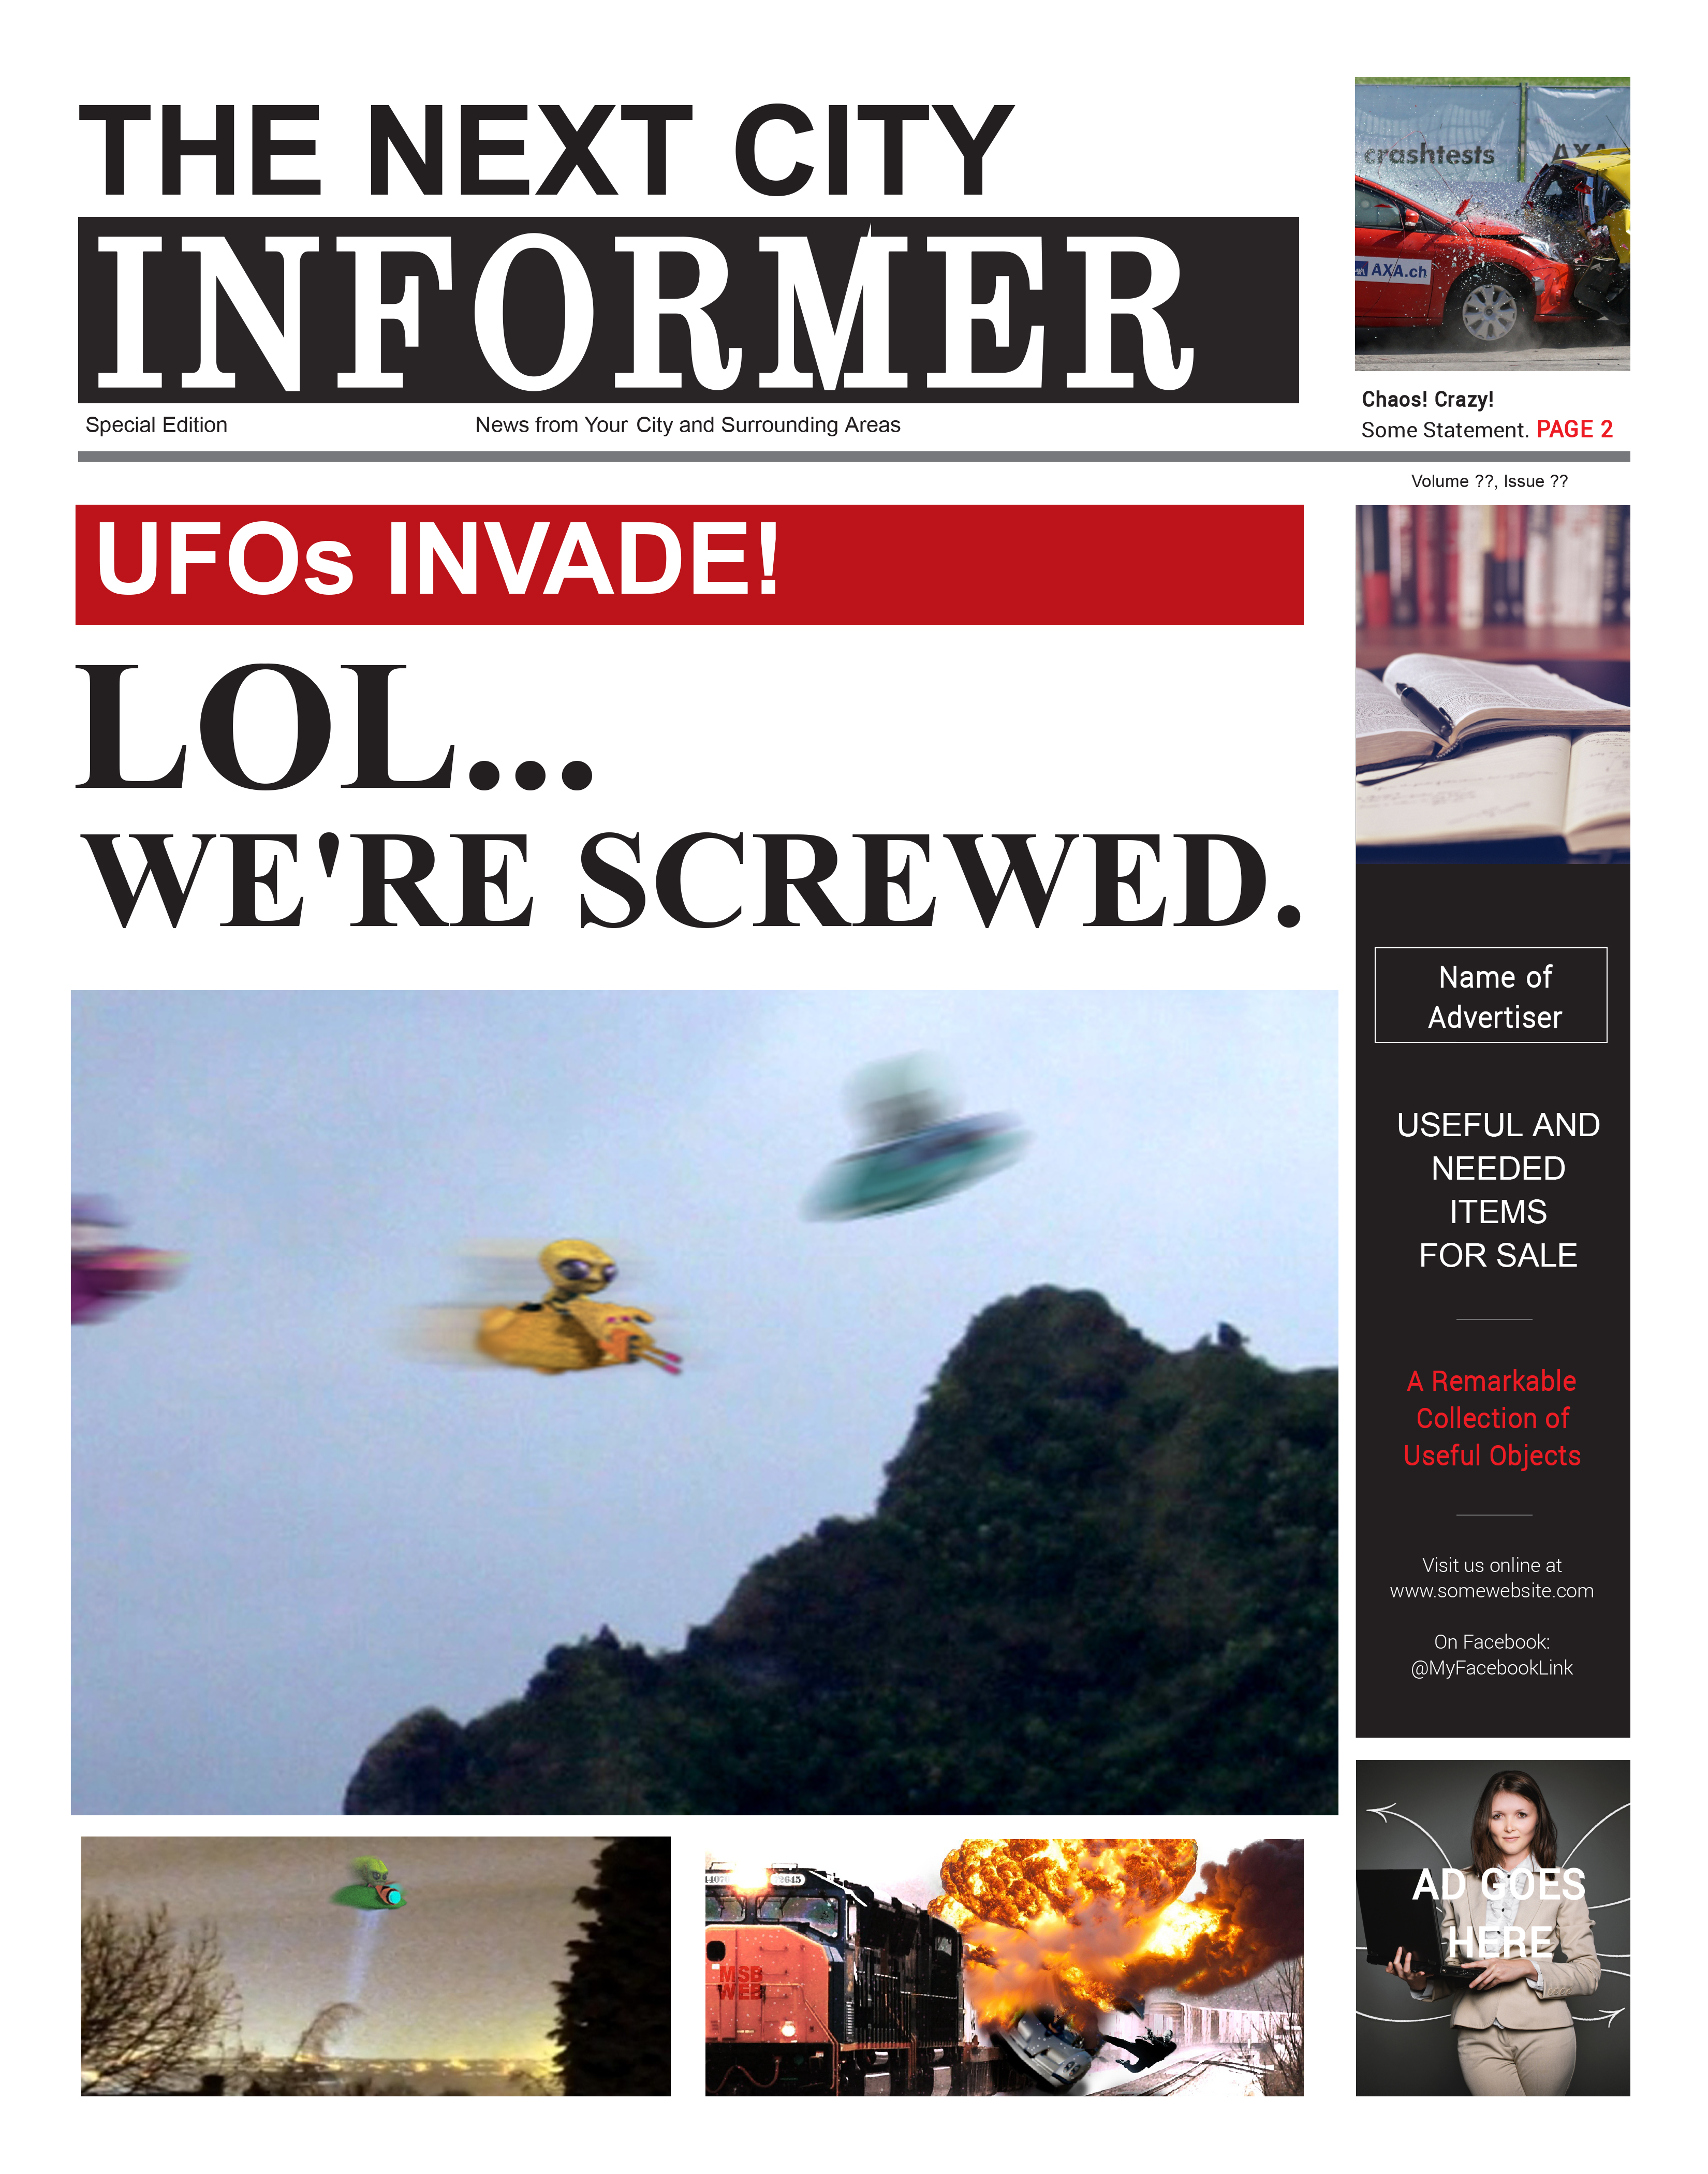 THE NEXT CITY
INFORMER
Special Edition
News from Your City and Surrounding Areas
crashtests
AXA
AXA.ch
Chaos! Crazy!
Some Statement. PAGE 2
Volume ??, Issue ??
UFOs INVADE!
LOL...
WE'RE SCREWED.
Name of
Advertiser
USEFUL AND
NEEDED
ITEMS
FOR SALE
A Remarkable
Collection of
Useful Objects
Visit us online at
www.somewebsite.com
On Facebook:
@MyFacebookLink
2645
MSB
WEB
AD GOES
HERE